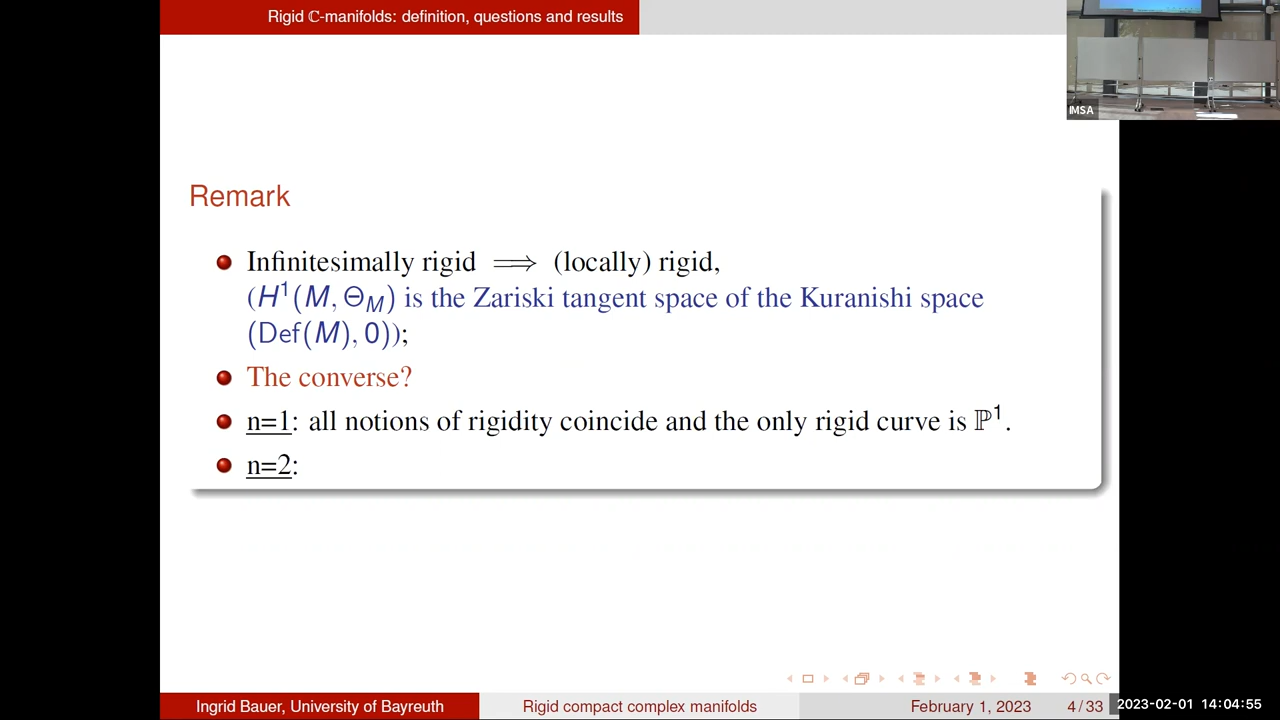 Rigid ℂ-manifolds: definition, questions and results
IMSA
Remark
Infinitesimally rigid ⟹ (locally) rigid,
(H¹(M, Θ_M) is the Zariski tangent space of the Kuranishi space
(Def(M), 0));
The converse?
n=1: all notions of rigidity coincide and the only rigid curve is ℙ¹.
n=2:
Ingrid Bauer, University of Bayreuth
Rigid compact complex manifolds
February 1, 2023
4/33
2023-02-01 14:04:55